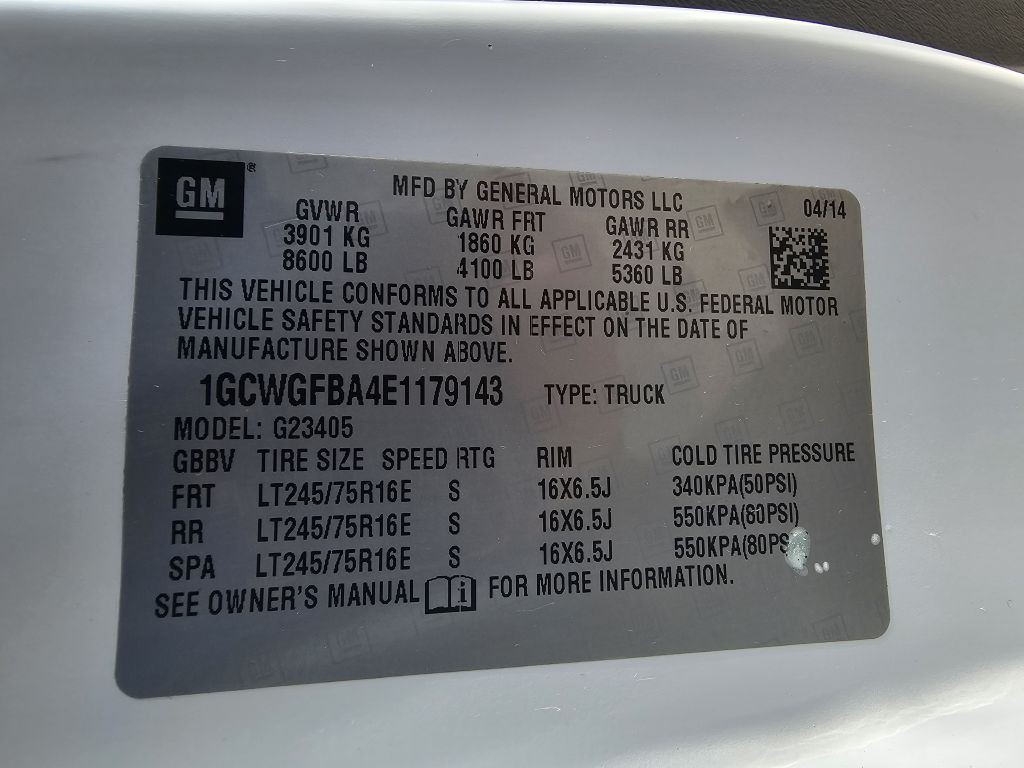 GM
MFD BY GENERAL MOTORS LLC
04/14
GVWR GAWR FRT GAWR RR
3901 KG 1860 KG 2431 KG
8600 LB 4100 LB 5360 LB
THIS VEHICLE CONFORMS TO ALL APPLICABLE U.S. FEDERAL MOTOR
VEHICLE SAFETY STANDARDS IN EFFECT ON THE DATE OF
MANUFACTURE SHOWN ABOVE.
1GCWGFBA4E1179143 TYPE: TRUCK
MODEL: G23405
GBBV TIRE SIZE SPEED RTG RIM COLD TIRE PRESSURE
FRT LT245/75R16E S 16X6.5J 340KPA(50PSI)
RR LT245/75R16E S 16X6.5J 550KPA(80PSI)
SPA LT245/75R16E S 16X6.5J 550KPA(80PS
SEE OWNER'S MANUAL i FOR MORE INFORMATION.